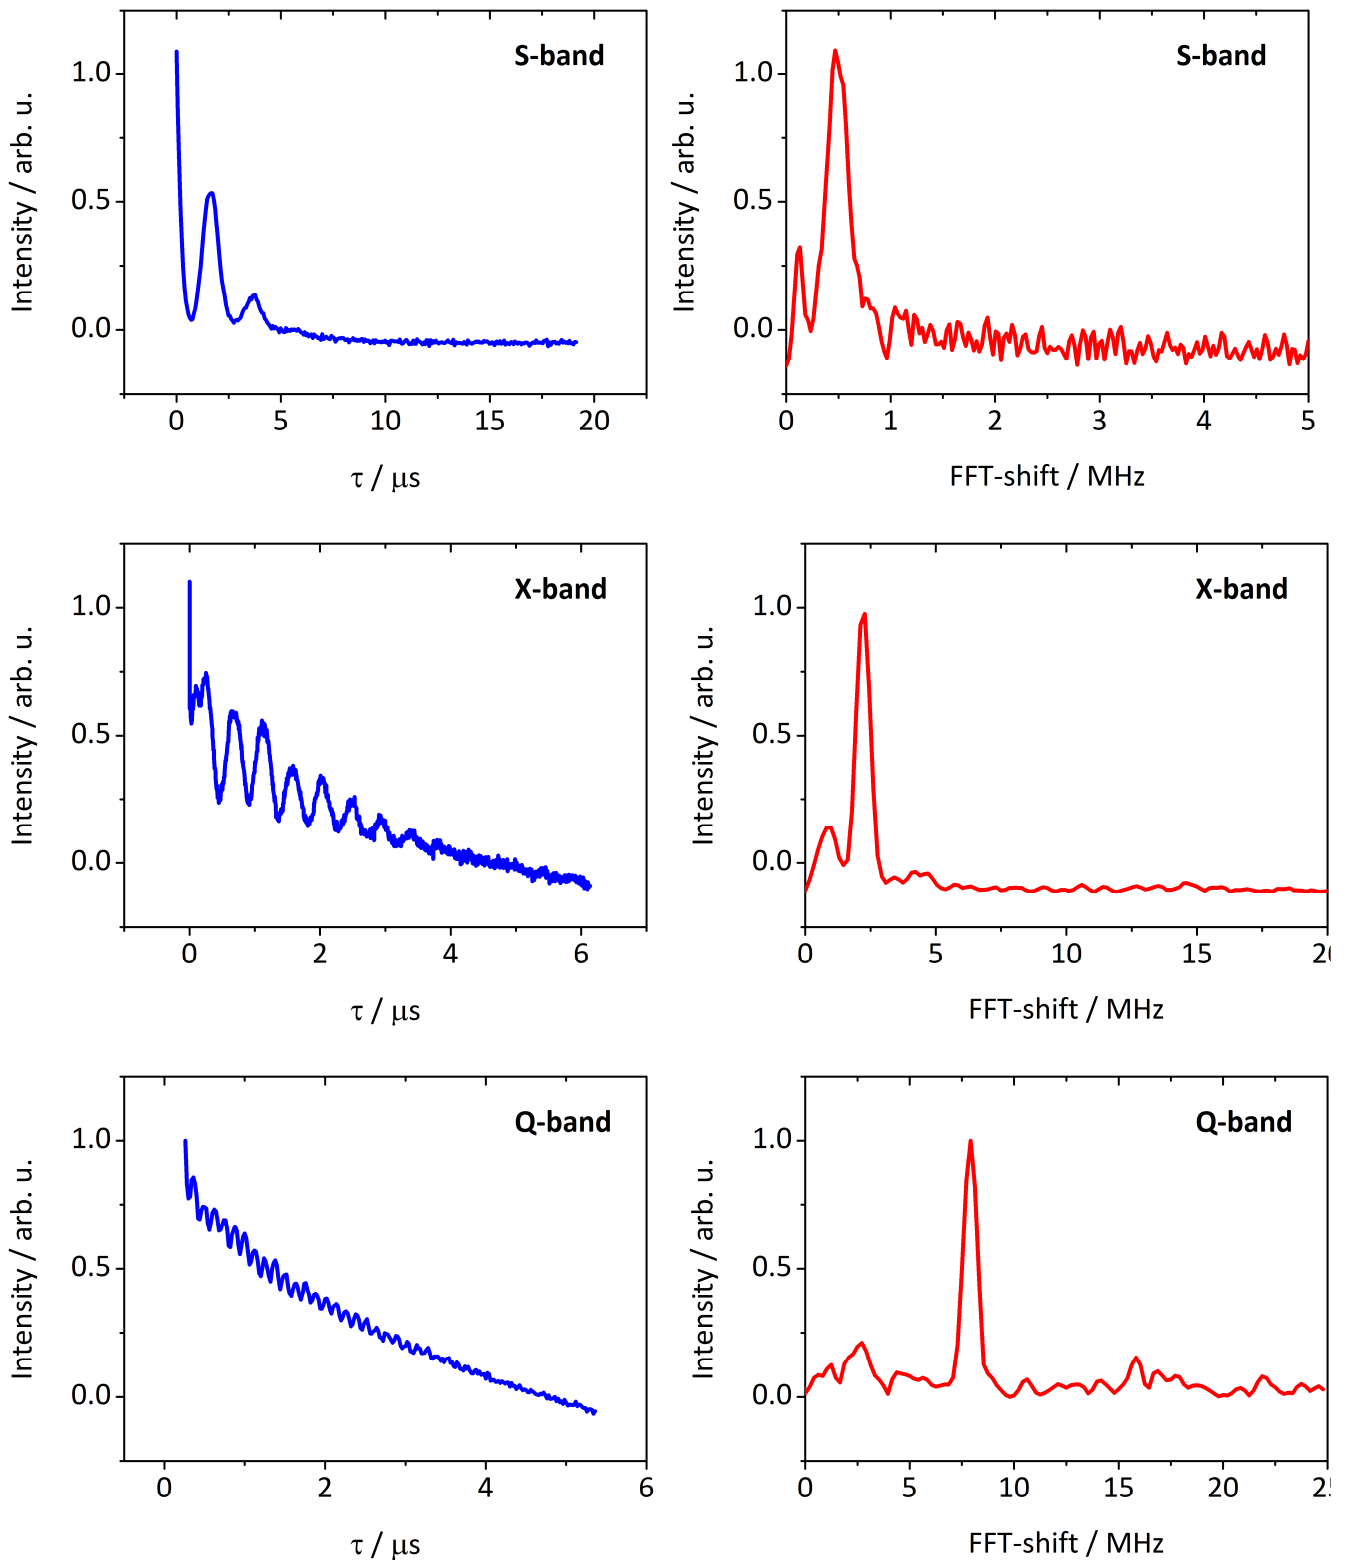 S-band
Intensity / arb. u.
1.0
0.5
0.0
0 5 10 15 20
τ / μs
S-band
Intensity / arb. u.
1.0
0.5
0.0
0 1 2 3 4 5
FFT-shift / MHz
X-band
Intensity / arb. u.
1.0
0.5
0.0
0 2 4 6
τ / μs
X-band
Intensity / arb. u.
1.0
0.5
0.0
0 5 10 15 20
FFT-shift / MHz
Q-band
Intensity / arb. u.
1.0
0.5
0.0
0 2 4 6
τ / μs
Q-band
Intensity / arb. u.
1.0
0.5
0.0
0 5 10 15 20 25
FFT-shift / MHz